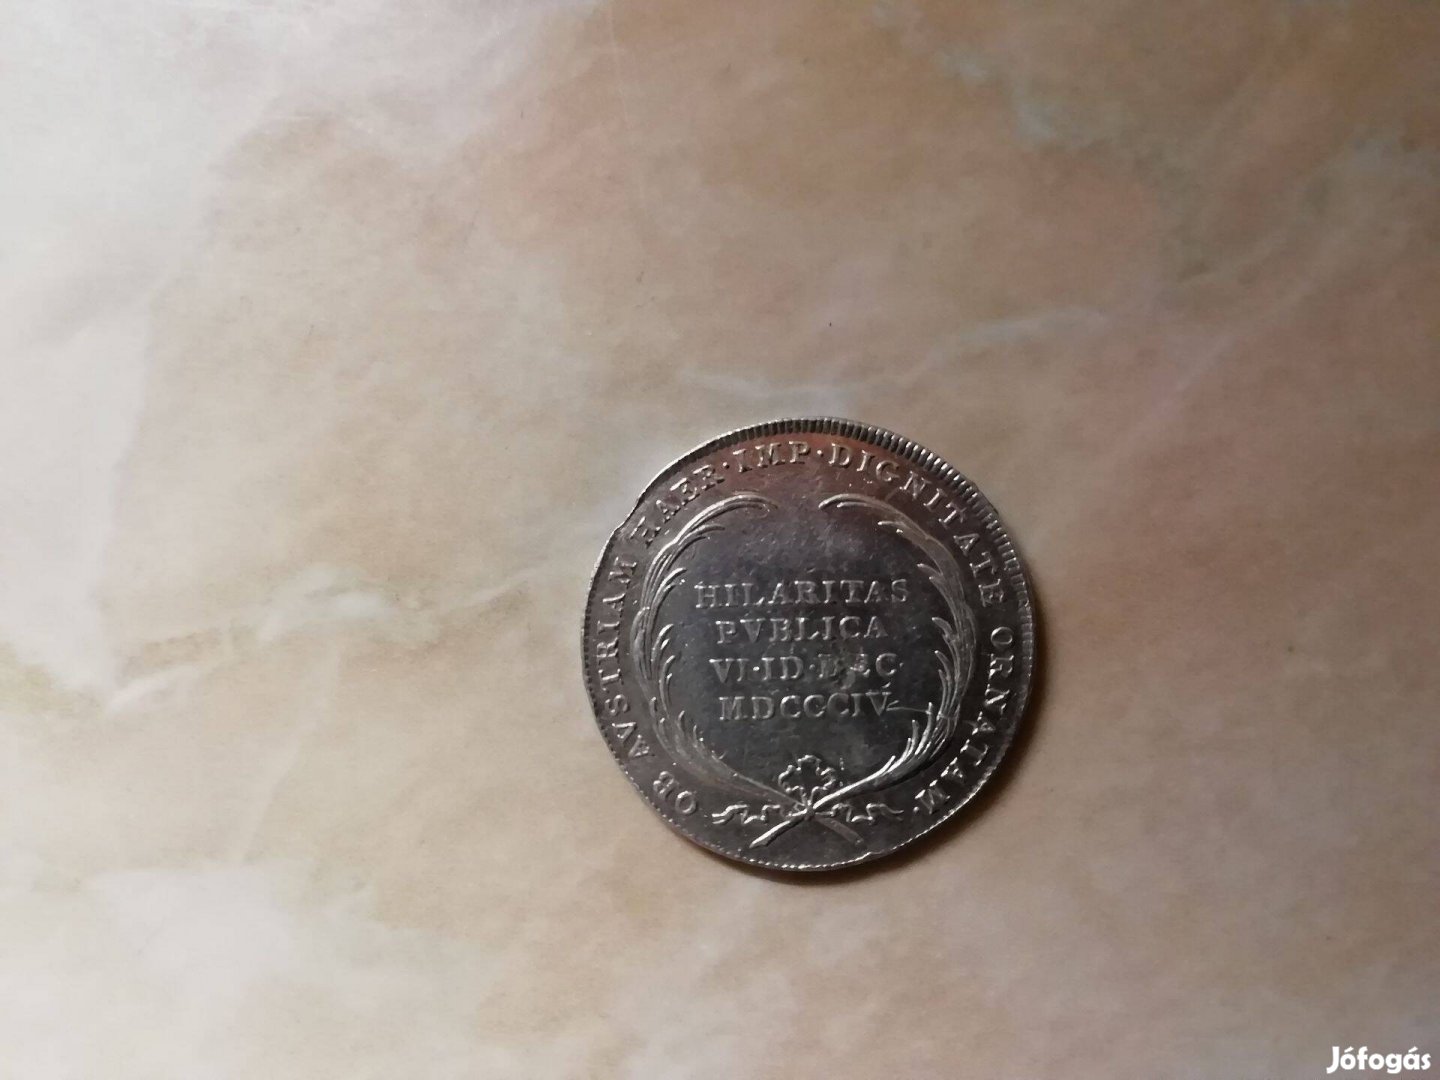 OB AVSTRIAM HAER·IMP·DIGNITATE ORNATAM·
HILARITAS
PVBLICA
VI·ID·DEC
MDCCCIV
Jófogás